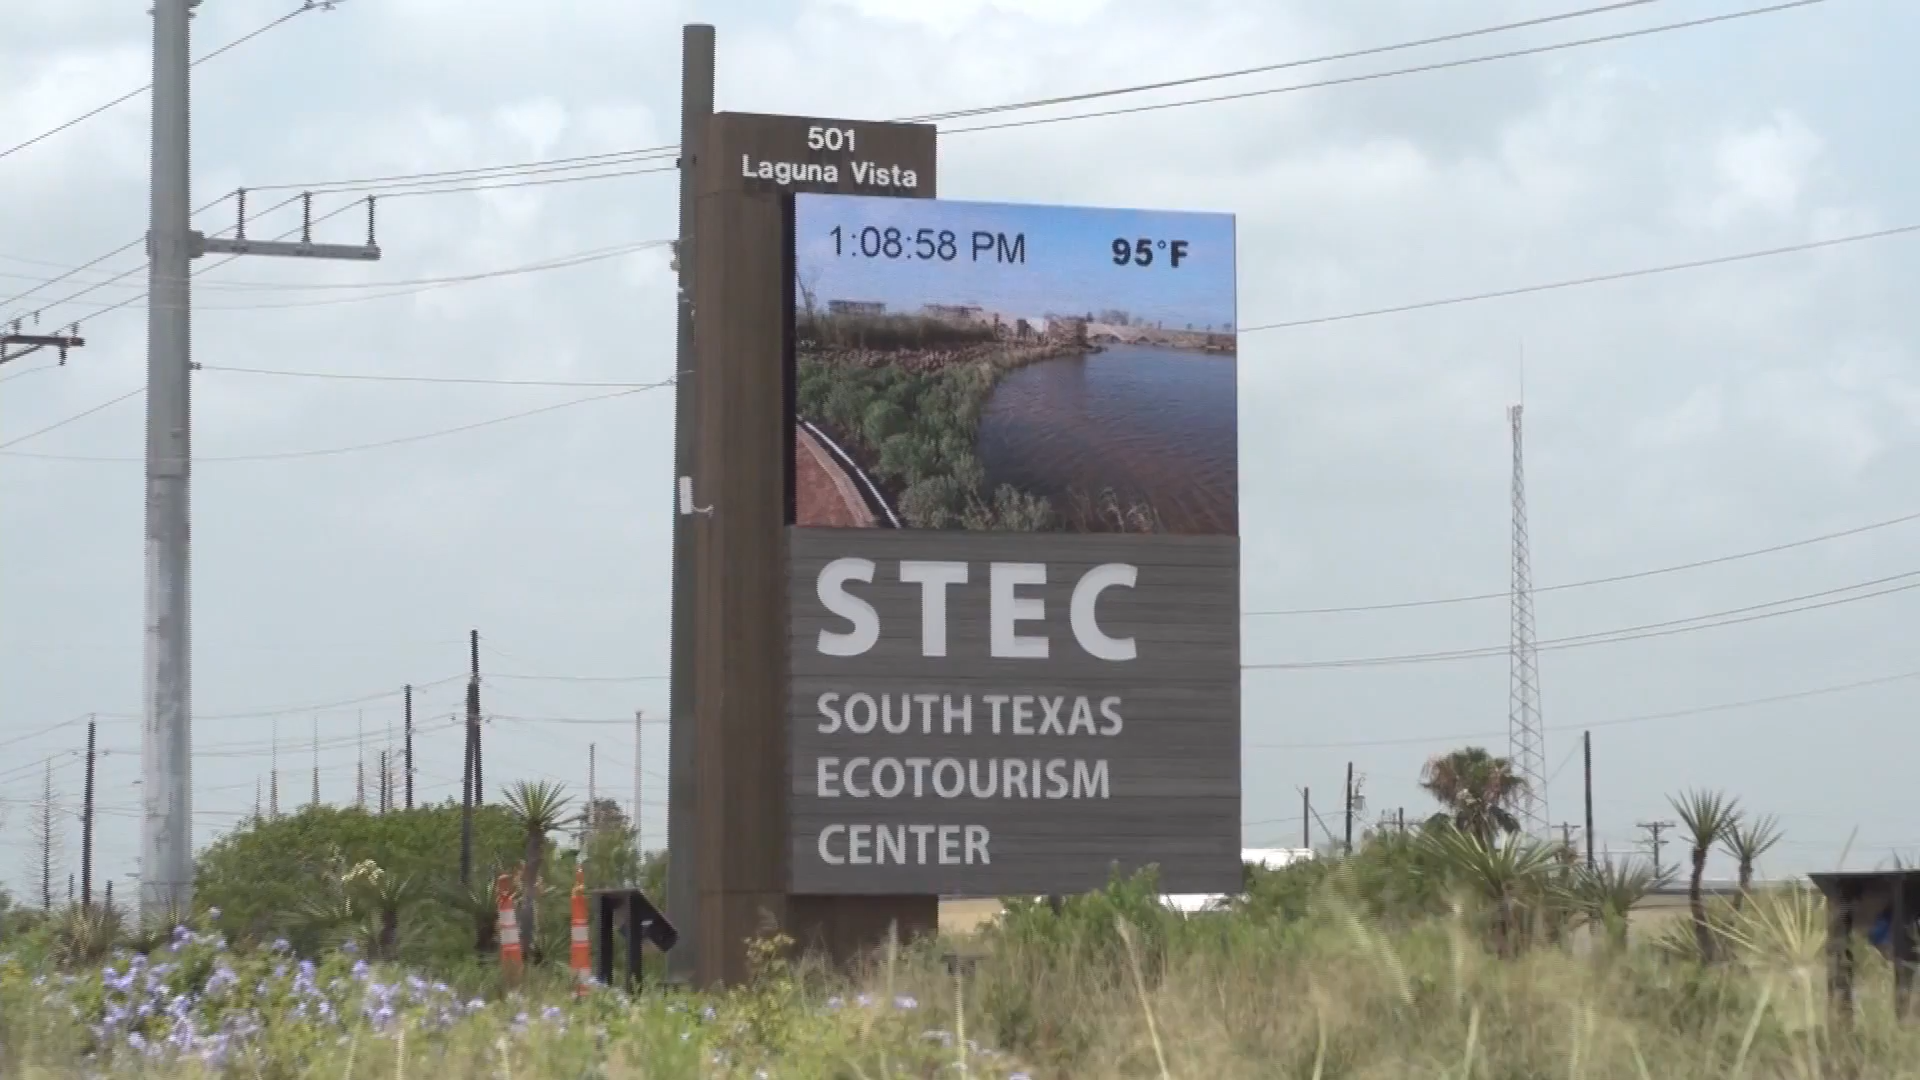 501
Laguna Vista
1:08:58 PM 95°F
STEC
SOUTH TEXAS
ECOTOURISM
CENTER